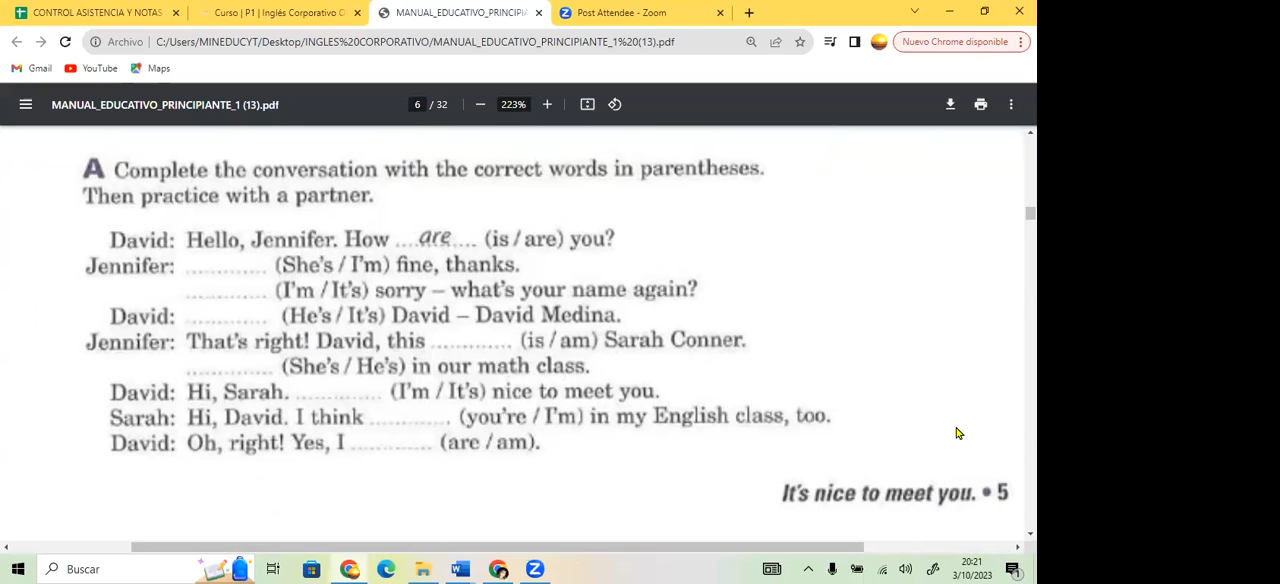 CONTROL ASISTENCIA Y NOTAS
Curso | P1 | Inglés Corporativo C
MANUAL_EDUCATIVO_PRINCIPIA
Post Attendee - Zoom
Archivo | C:/Users/MINEDUCYT/Desktop/INGLES%20CORPORATIVO/MANUAL_EDUCATIVO_PRINCIPIANTE_1%20(13).pdf
Nuevo Chrome disponible
Gmail YouTube Maps
MANUAL_EDUCATIVO_PRINCIPIANTE_1 (13).pdf 6 / 32 — 223% +
A Complete the conversation with the correct words in parentheses.
Then practice with a partner.
David: Hello, Jennifer. How ....are.... (is / are) you?
Jennifer: .............. (She's / I'm) fine, thanks.
.............. (I'm / It's) sorry – what's your name again?
David: .............. (He's / It's) David – David Medina.
Jennifer: That's right! David, this .............. (is / am) Sarah Conner.
.............. (She's / He's) in our math class.
David: Hi, Sarah. .............. (I'm / It's) nice to meet you.
Sarah: Hi, David. I think .............. (you're / I'm) in my English class, too.
David: Oh, right! Yes, I .............. (are / am).
It's nice to meet you. • 5
Buscar
20:21
3/10/2023